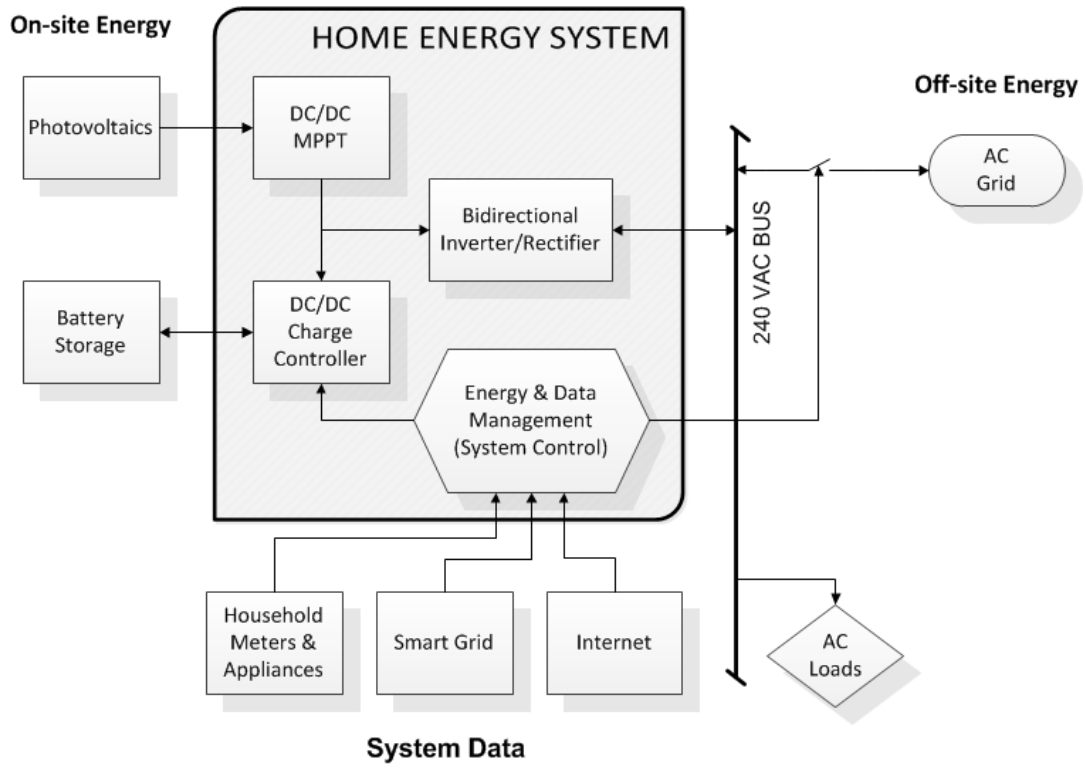 On-site Energy
HOME ENERGY SYSTEM
Off-site Energy
Photovoltaics
DC/DC
MPPT
AC
Grid
Bidirectional
Inverter/Rectifier
240 VAC BUS
Battery
Storage
DC/DC
Charge
Controller
Energy & Data
Management
(System Control)
Household
Meters &
Appliances
Smart Grid
Internet
AC
Loads
System Data